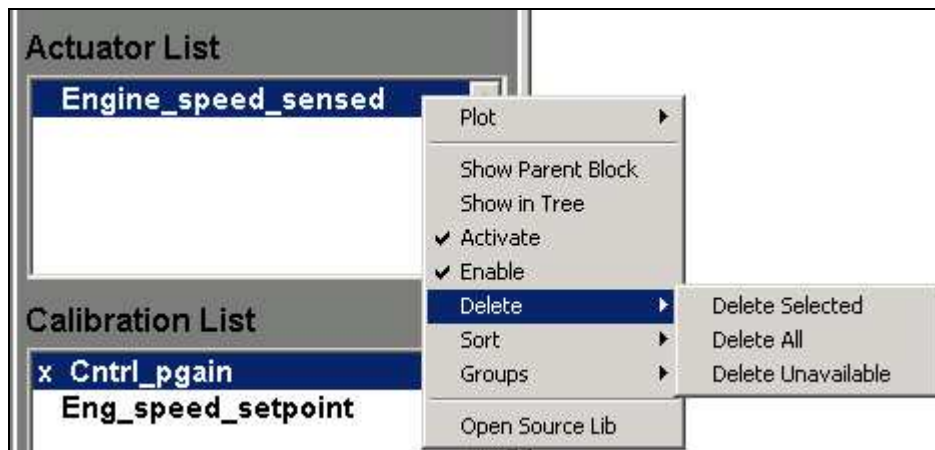 Actuator List
Engine_speed_sensed
Plot
Show Parent Block
Show in Tree
Activate
Enable
Delete
Sort
Groups
Open Source Lib
Delete Selected
Delete All
Delete Unavailable
Calibration List
x Cntrl_pgain
Eng_speed_setpoint